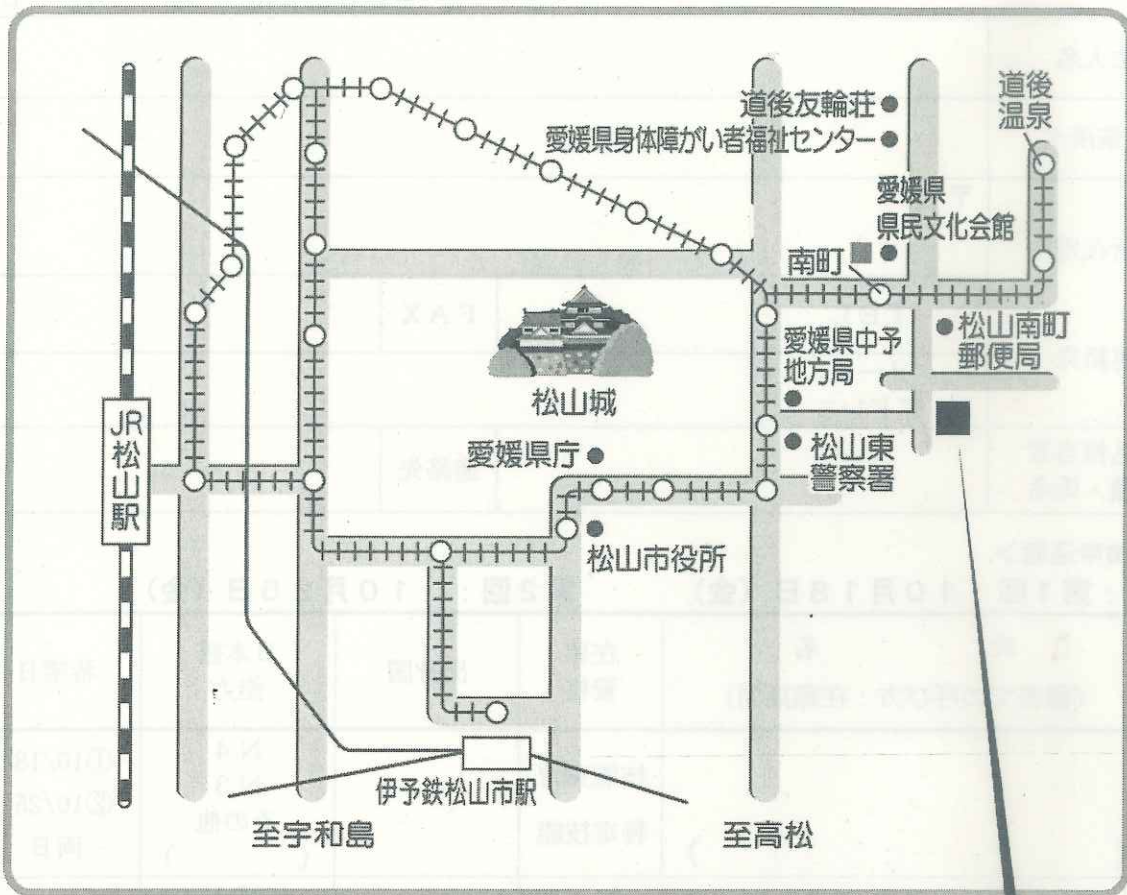 道後
温泉
道後友輪荘
愛媛県身体障がい者福祉センター
愛媛県
県民文化会館
南町
松山南町
郵便局
愛媛県中予
地方局
松山城
JR
松山駅
愛媛県庁
松山東
警察署
松山市役所
伊予鉄松山市駅
至宇和島
至高松